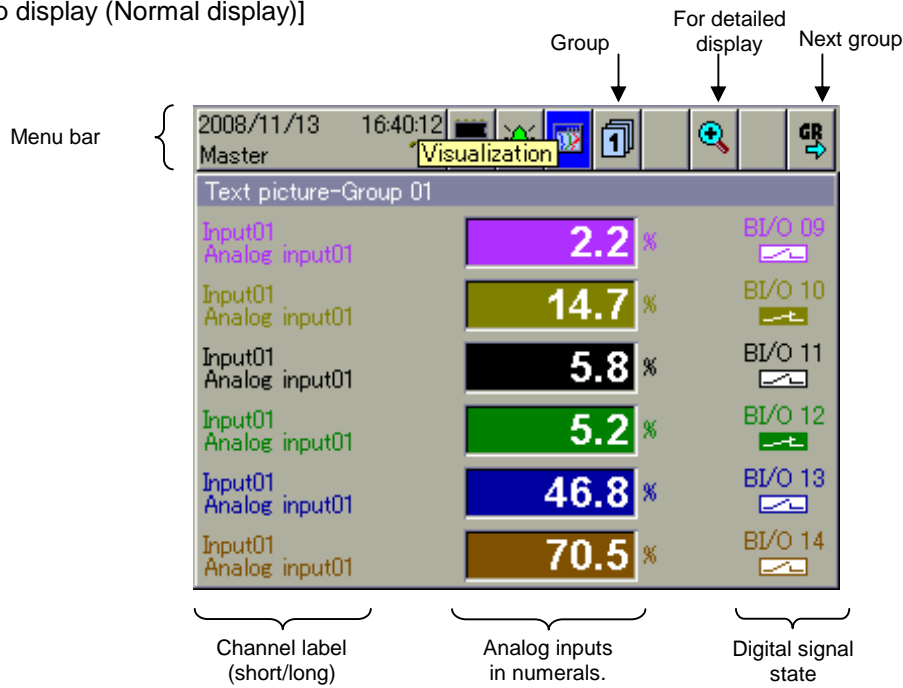 o display (Normal display)]
For detailed
display
Group
Next group
Menu bar
2008/11/13 16:40:12
Master
Visualization
1
GR
Text picture-Group 01
Input01
Analog input01
2.2 %
BI/O 09
Input01
Analog input01
14.7 %
BI/O 10
Input01
Analog input01
5.8 %
BI/O 11
Input01
Analog input01
5.2 %
BI/O 12
Input01
Analog input01
46.8 %
BI/O 13
Input01
Analog input01
70.5 %
BI/O 14
Channel label
(short/long)
Analog inputs
in numerals.
Digital signal
state